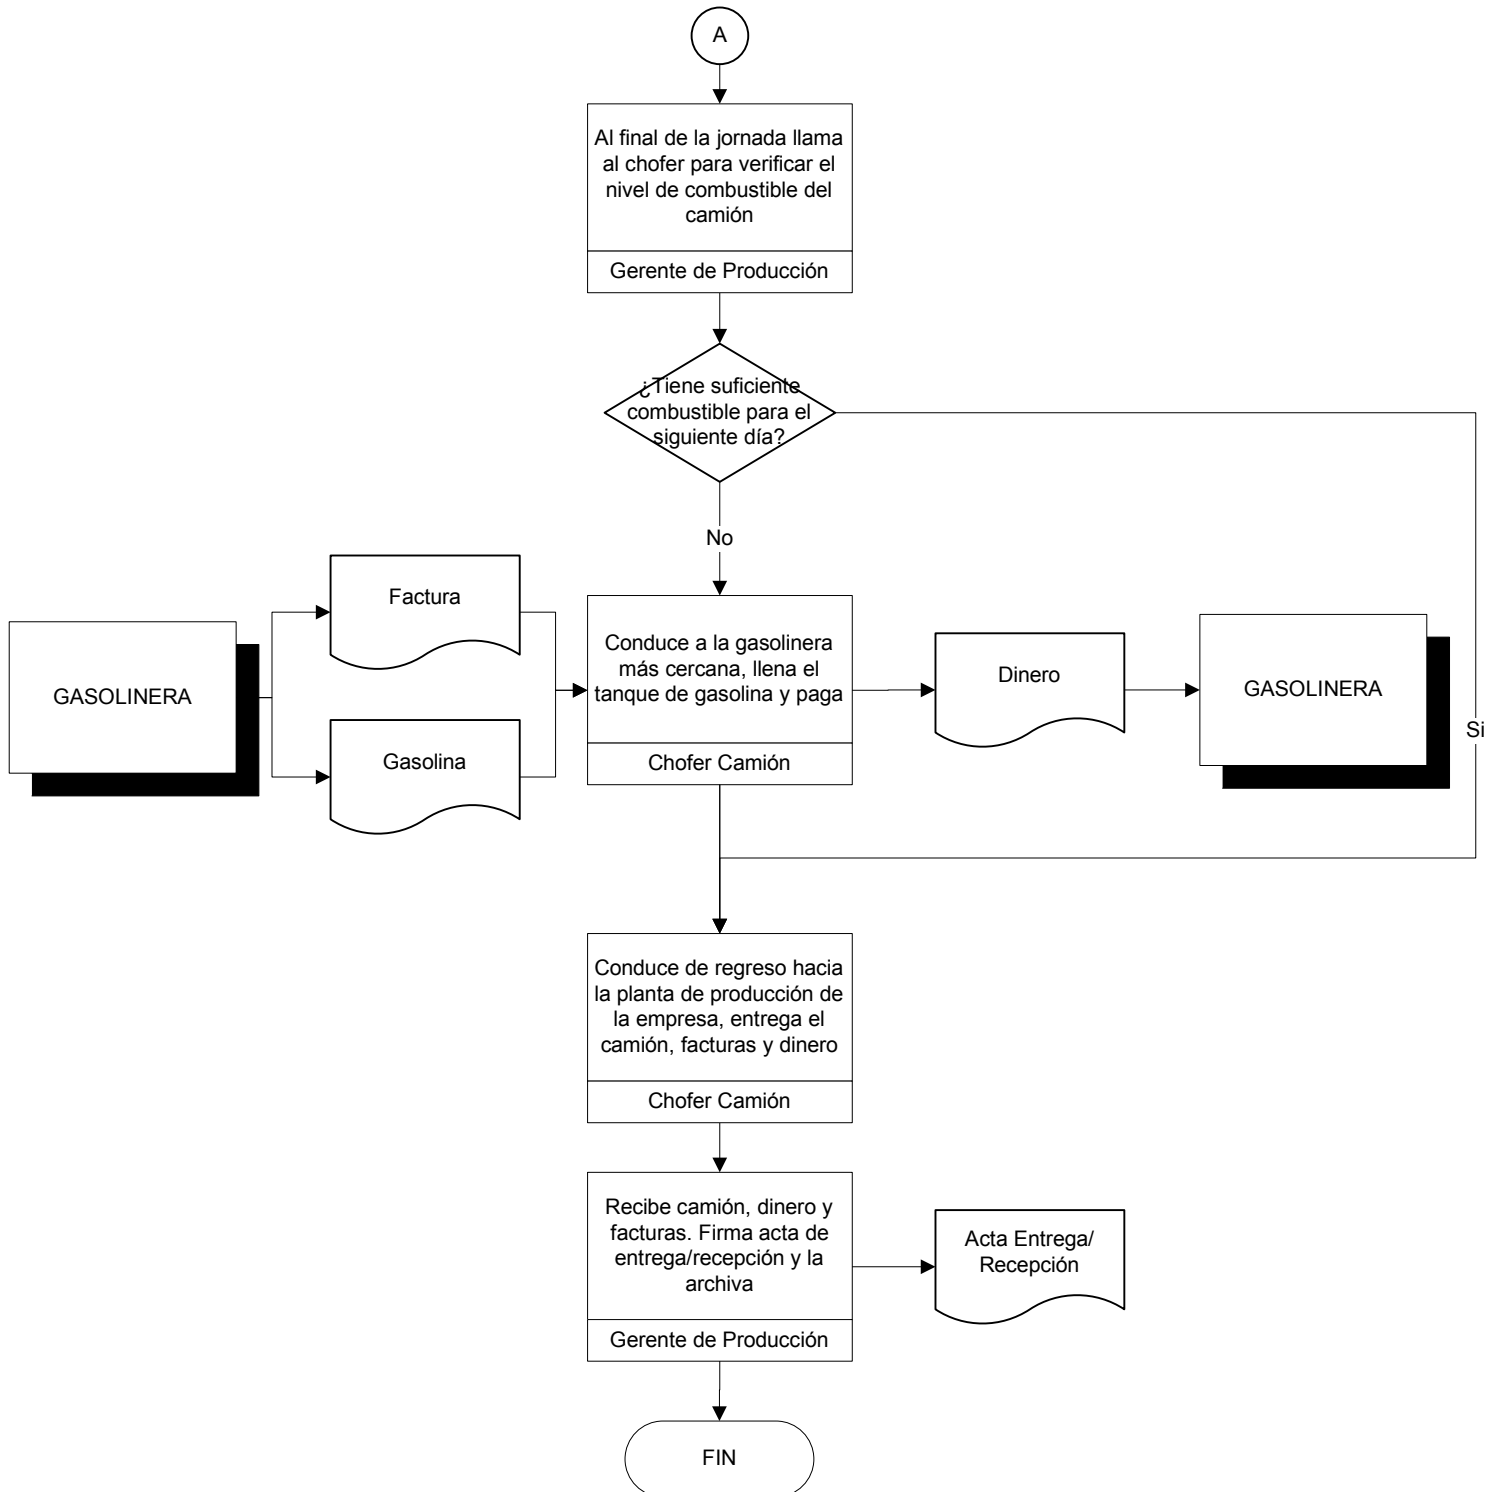 A
Al final de la jornada llama
al chofer para verificar el
nivel de combustible del
camión
Gerente de Producción
¿Tiene suficiente
combustible para el
siguiente día?
No
Factura
GASOLINERA
Gasolina
Conduce a la gasolinera
más cercana, llena el
tanque de gasolina y paga
Chofer Camión
Dinero
GASOLINERA
Si
Conduce de regreso hacia
la planta de producción de
la empresa, entrega el
camión, facturas y dinero
Chofer Camión
Recibe camión, dinero y
facturas. Firma acta de
entrega/recepción y la
archiva
Gerente de Producción
Acta Entrega/
Recepción
FIN